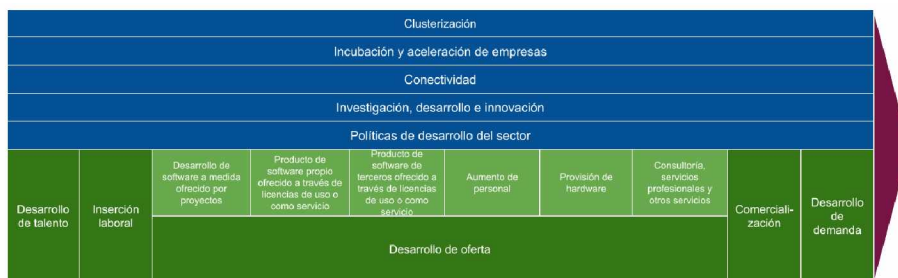 Clusterización
Incubación y aceleración de empresas
Conectividad
Investigación, desarrollo e innovación
Políticas de desarrollo del sector
Desarrollo
de talento
Inserción
laboral
Desarrollo de
software a medida
ofrecido por
proyectos
Producto de
software propio
ofrecido a través de
licencias de uso o
como servicio
Producto de
software de
terceros ofrecido a
través de licencias
de uso o como
servicio
Aumento de
personal
Provisión de
hardware
Consultoría,
servicios
profesionales y
otros servicios
Desarrollo de oferta
Comerciali-
zación
Desarrollo
de
demanda